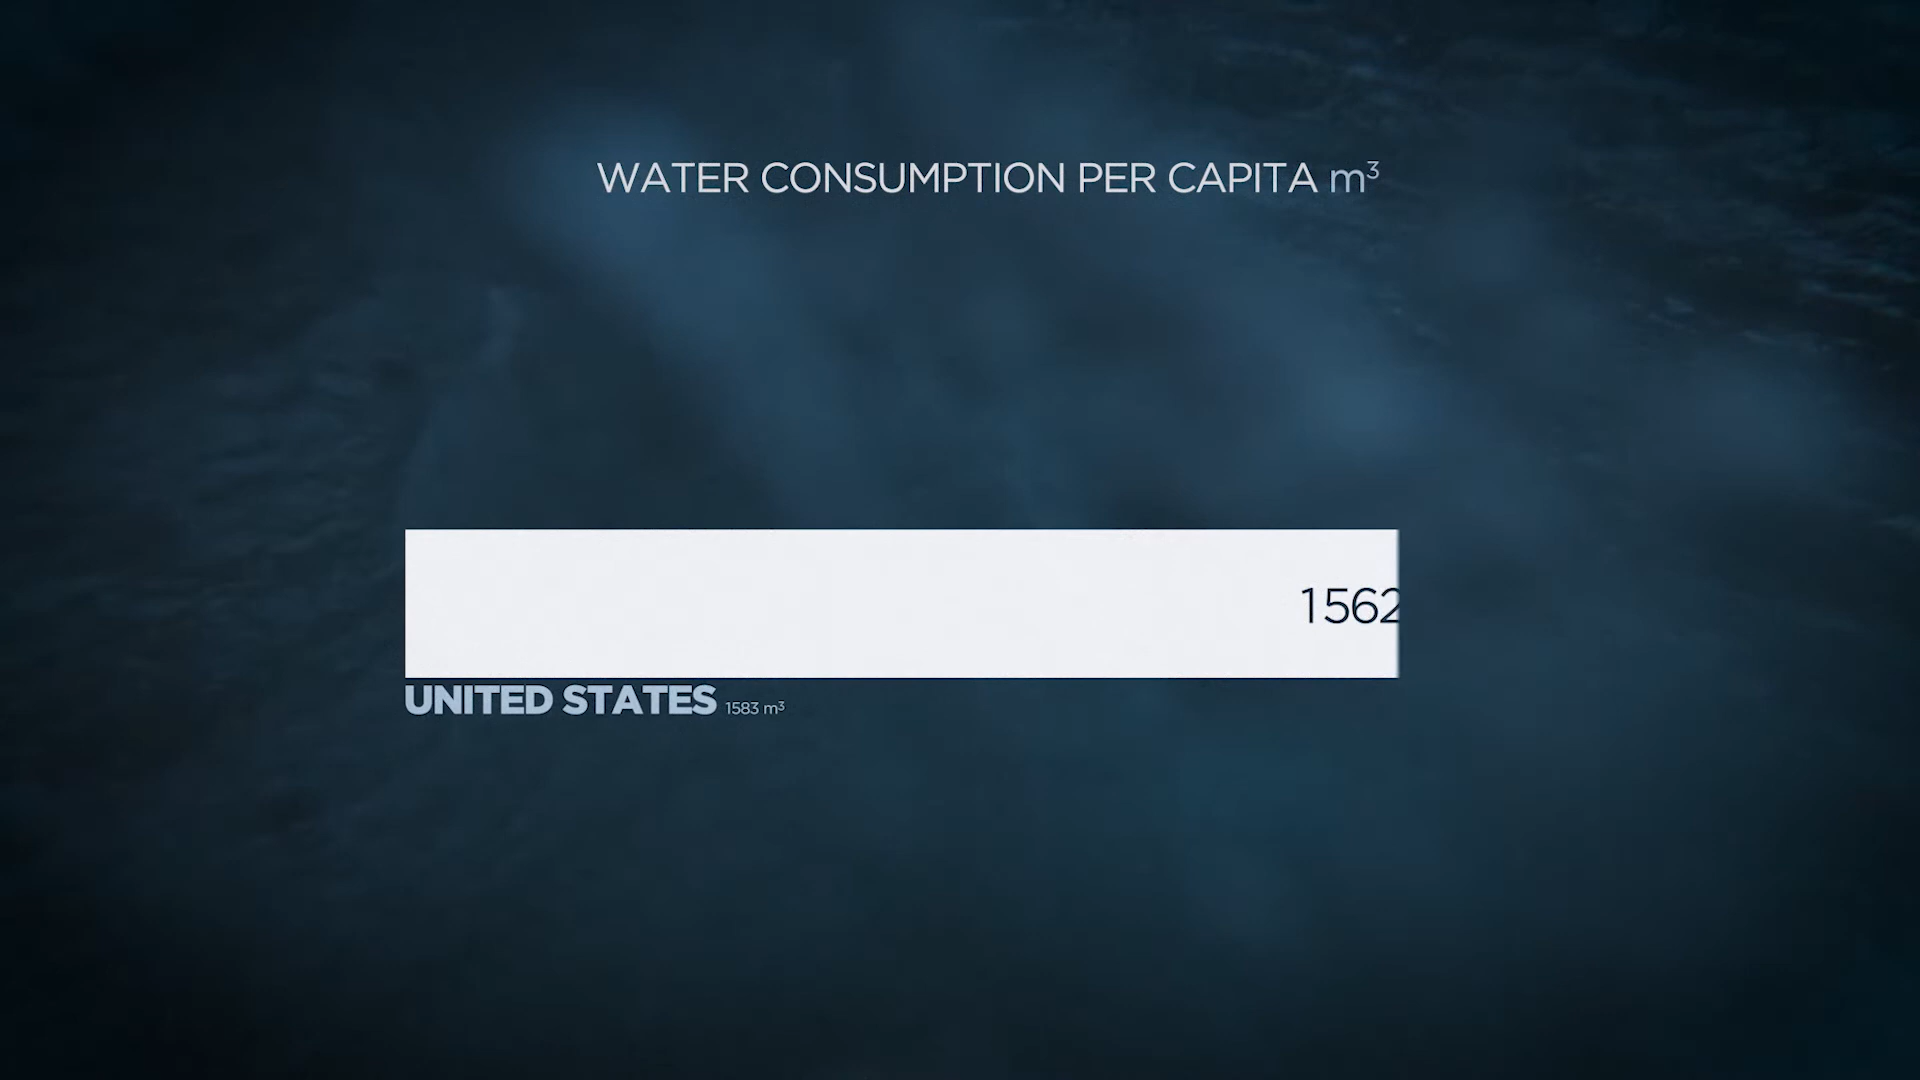 WATER CONSUMPTION PER CAPITA m³
1562
UNITED STATES 1583 m³